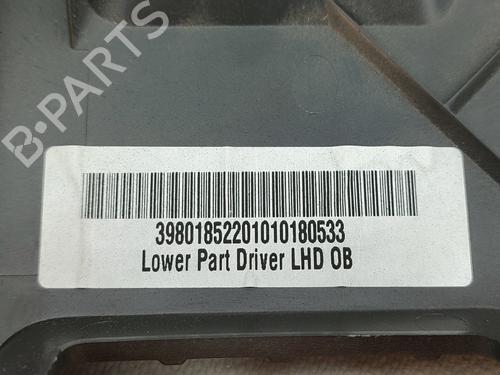 B-PARTS
39801852201010180533
Lower Part Driver LHD OB